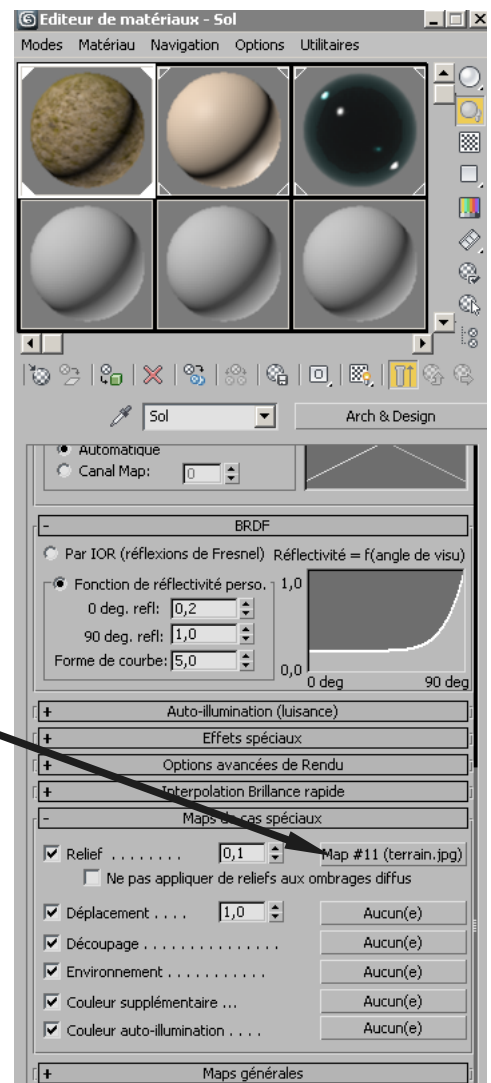 Editeur de matériaux - Sol
Modes Matériau Navigation Options Utilitaires
Sol Arch & Design
Automatique
Canal Map: 0
- BRDF
Par IOR (réflexions de Fresnel) Réflectivité = f(angle de visu)
Fonction de réflectivité perso. 1,0
0 deg. refl: 0,2
90 deg. refl: 1,0
Forme de courbe: 5,0
0,0
0 deg 90 deg
+ Auto-illumination (luisance)
+ Effets spéciaux
+ Options avancées de Rendu
+ Interpolation Brillance rapide
- Maps de cas spéciaux
Relief . . . . . . . . 0,1 Map #11 (terrain.jpg)
Ne pas appliquer de reliefs aux ombrages diffus
Déplacement . . . . 1,0 Aucun(e)
Découpage . . . . . . . . . . . . . . . Aucun(e)
Environnement . . . . . . . . . . . Aucun(e)
Couleur supplémentaire ... Aucun(e)
Couleur auto-illumination . . . . Aucun(e)
+ Maps générales